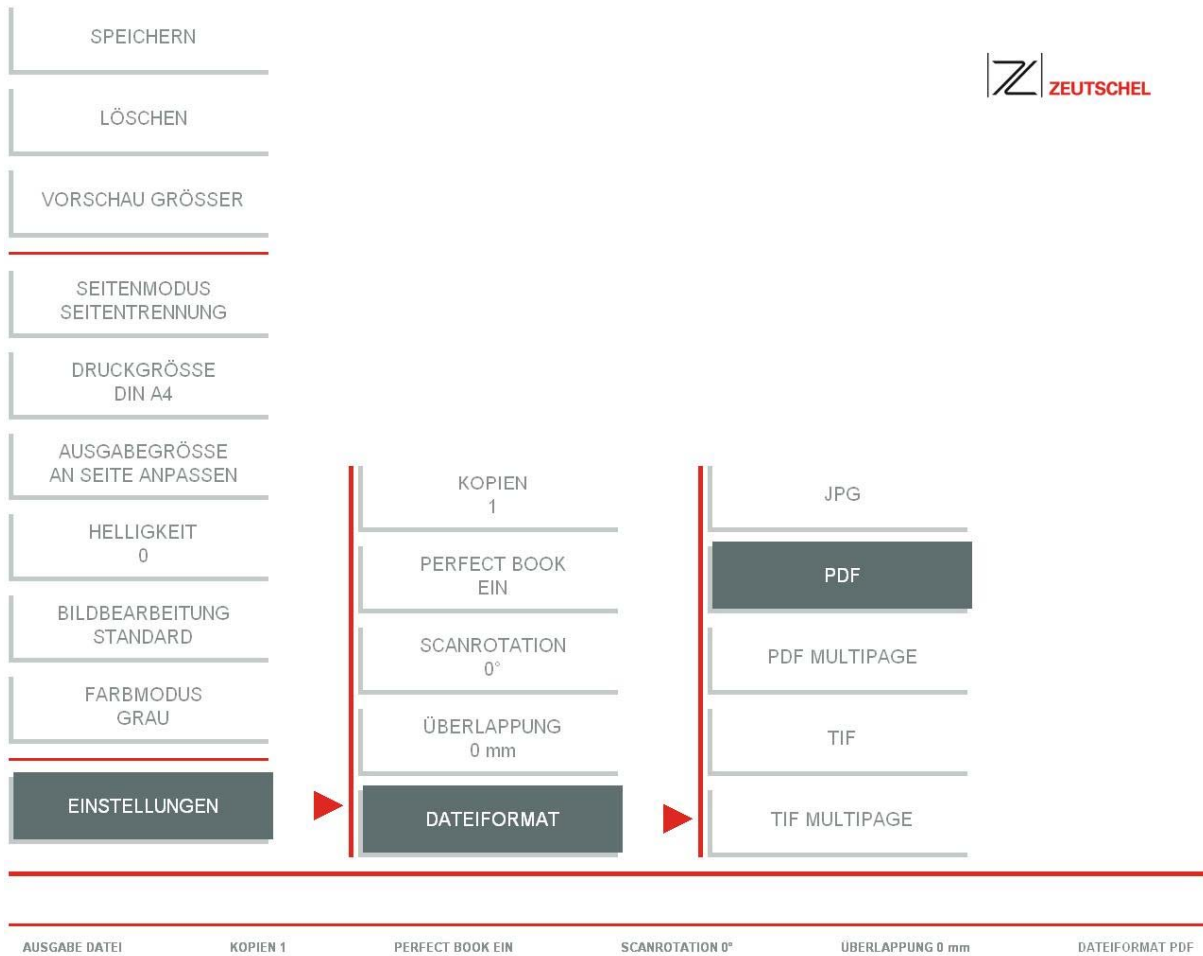 SPEICHERN
LÖSCHEN
VORSCHAU GRÖSSER
SEITENMODUS
SEITENTRENNUNG
DRUCKGRÖSSE
DIN A4
AUSGABEGRÖSSE
AN SEITE ANPASSEN
HELLIGKEIT
0
BILDBEARBEITUNG
STANDARD
FARBMODUS
GRAU
EINSTELLUNGEN
KOPIEN
1
PERFECT BOOK
EIN
SCANROTATION
0°
ÜBERLAPPUNG
0 mm
DATEIFORMAT
JPG
PDF
PDF MULTIPAGE
TIF
TIF MULTIPAGE
ZEUTSCHEL
AUSGABE DATEI
KOPIEN 1
PERFECT BOOK EIN
SCANROTATION 0°
ÜBERLAPPUNG 0 mm
DATEIFORMAT PDF